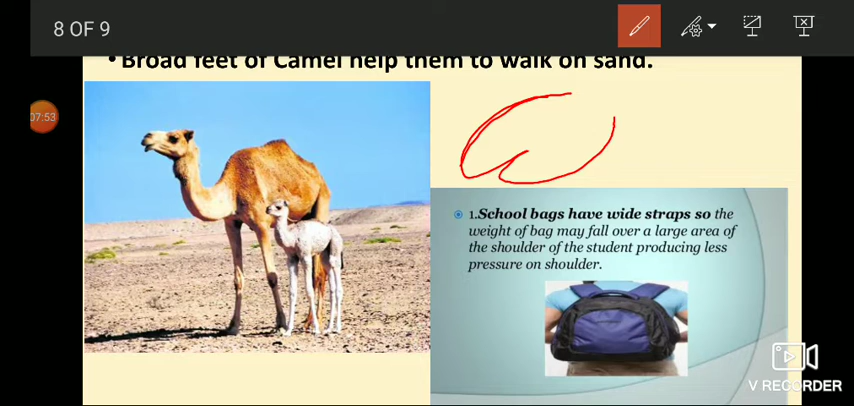 8 OF 9
• Broad feet of Camel help them to walk on sand.
07:53
1.School bags have wide straps so the
weight of bag may fall over a large area of
the shoulder of the student producing less
pressure on shoulder.
V RECORDER